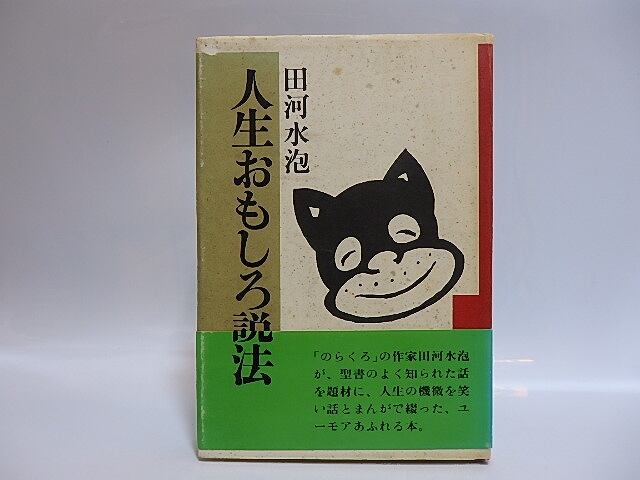 田河水泡
人生おもしろ説法
「のらくろ」の作家田河水泡
が、聖書のよく知られた話
を題材に、人生の機微を笑
い話とまんがで綴った、ユ
ーモアあふれる本。